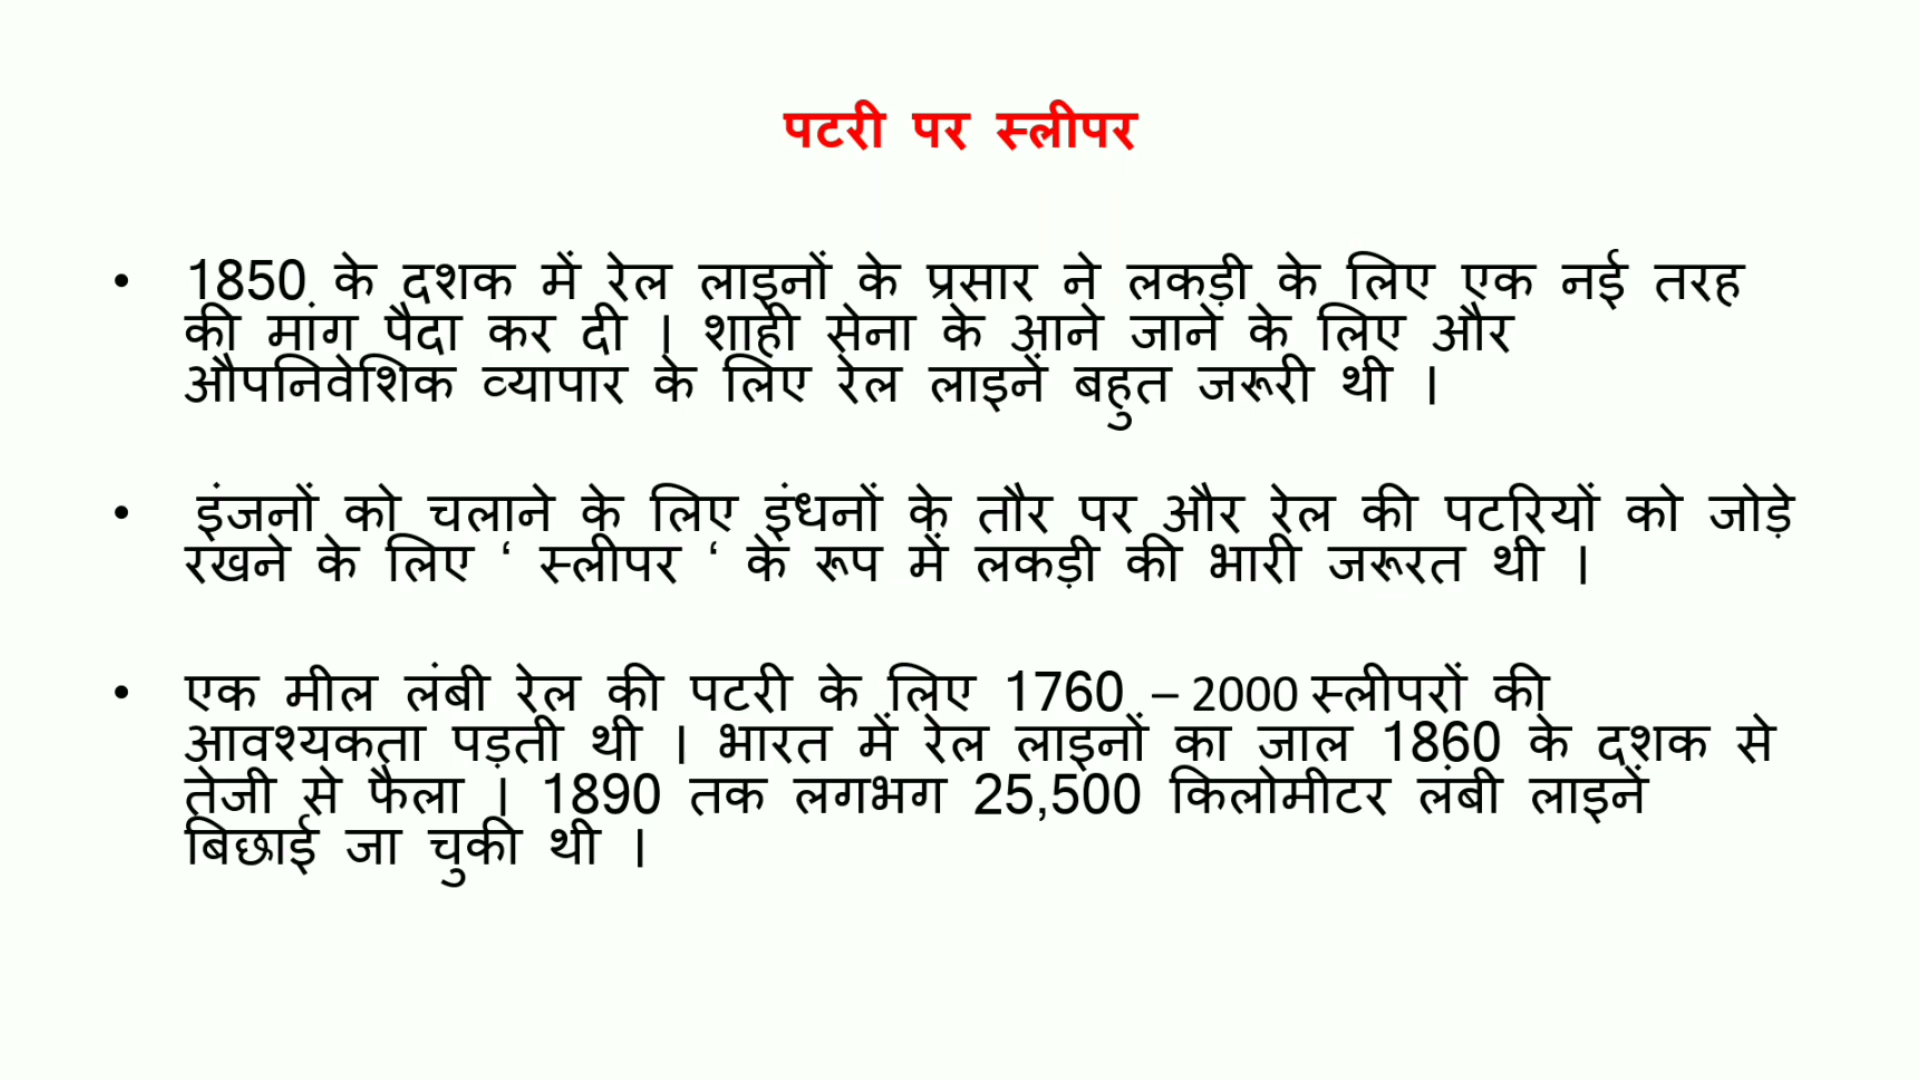 पटरी पर स्लीपर
• 1850 के दशक में रेल लाइनों के प्रसार ने लकड़ी के लिए एक नई तरह
की मांग पैदा कर दी । शाही सेना के आने जाने के लिए और
औपनिवेशिक व्यापार के लिए रेल लाइनें बहुत जरूरी थी ।
• इंजनों को चलाने के लिए इंधनों के तौर पर और रेल की पटरियों को जोड़े
रखने के लिए ‘ स्लीपर ‘ के रूप में लकड़ी की भारी जरूरत थी ।
• एक मील लंबी रेल की पटरी के लिए 1760 – 2000 स्लीपरों की
आवश्यकता पड़ती थी । भारत में रेल लाइनों का जाल 1860 के दशक से
तेजी से फैला । 1890 तक लगभग 25,500 किलोमीटर लंबी लाइनें
बिछाई जा चुकी थी ।